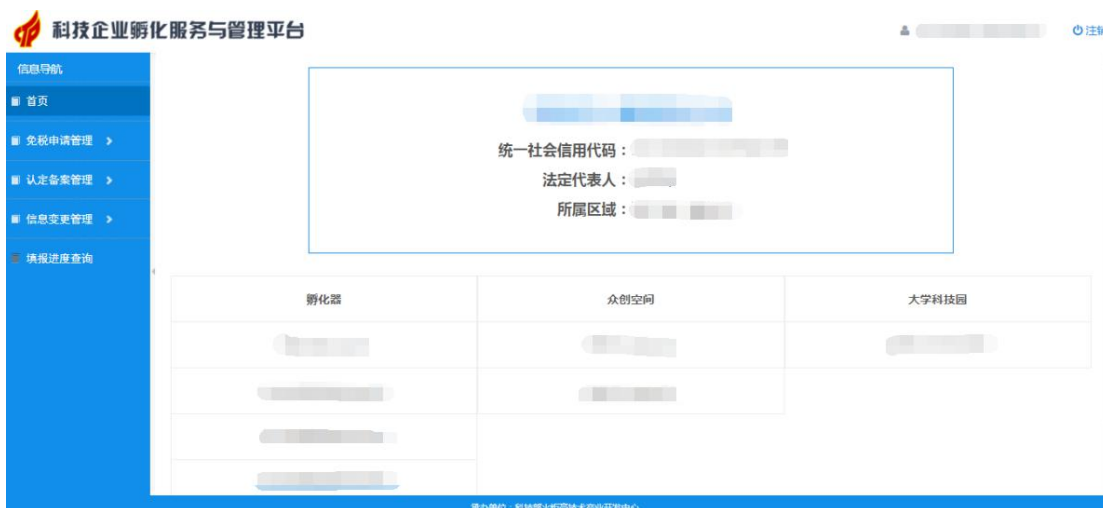 科技企业孵化服务与管理平台
注销
信息导航
首页
免税申请管理
认定备案管理
信息变更管理
填报进度查询
统一社会信用代码：
法定代表人：
所属区域：
孵化器 众创空间 大学科技园